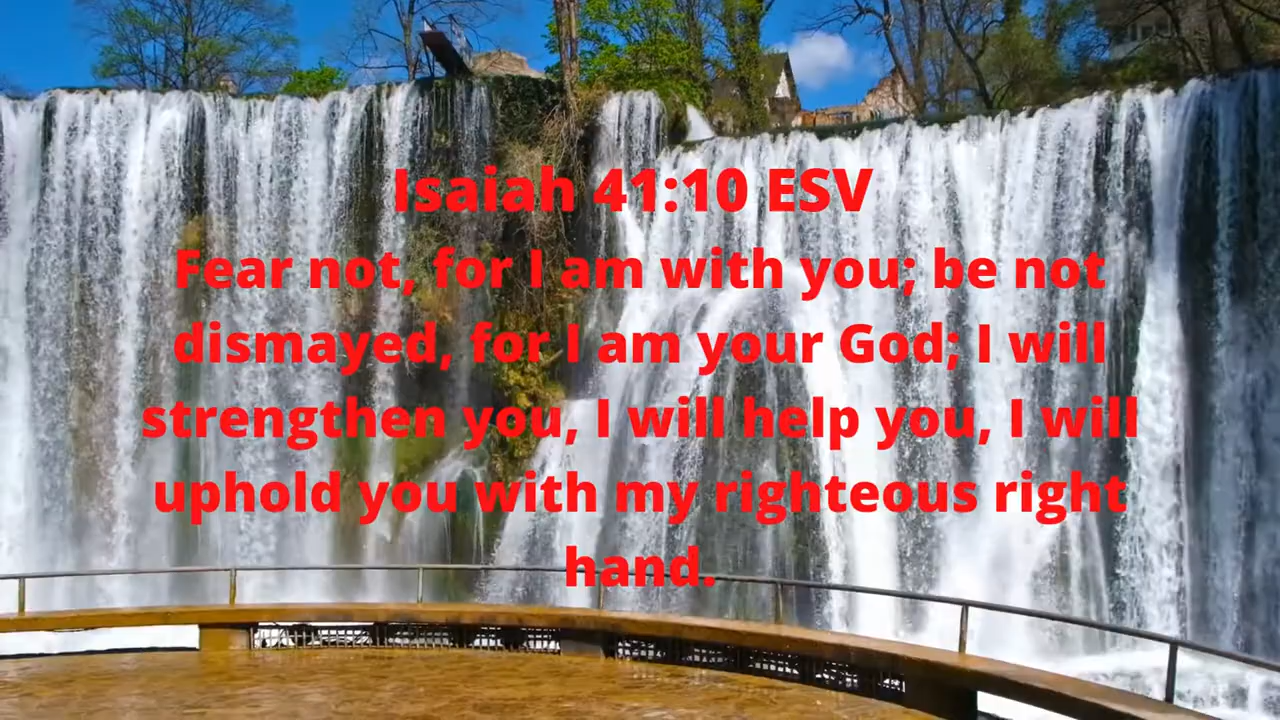 Isaiah 41:10 ESV
Fear not, for I am with you; be not
dismayed, for I am your God; I will
strengthen you, I will help you, I will
uphold you with my righteous right
hand.